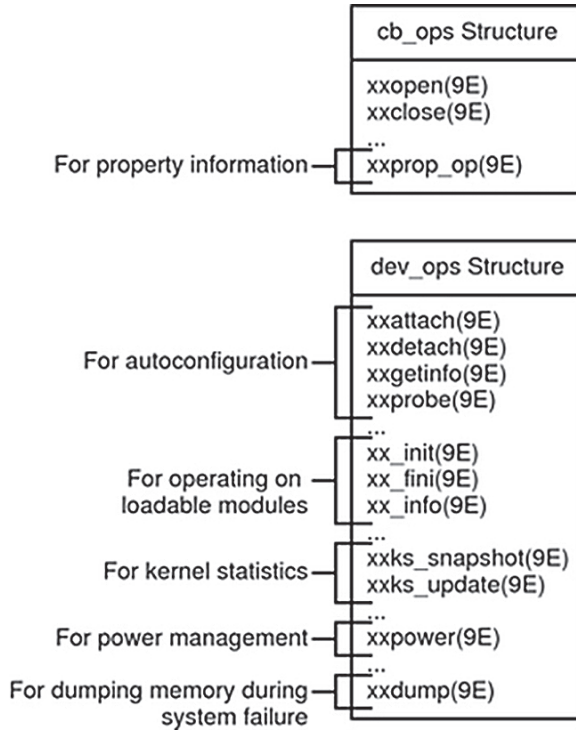 cb_ops Structure
xxopen(9E)
xxclose(9E)
...
For property information
xxprop_op(9E)
dev_ops Structure
xxattach(9E)
xxdetach(9E)
For autoconfiguration
xxgetinfo(9E)
xxprobe(9E)
...
xx_init(9E)
For operating on
loadable modules
xx_fini(9E)
xx_info(9E)
...
xxks_snapshot(9E)
For kernel statistics
xxks_update(9E)
...
For power management
xxpower(9E)
...
For dumping memory during
system failure
xxdump(9E)